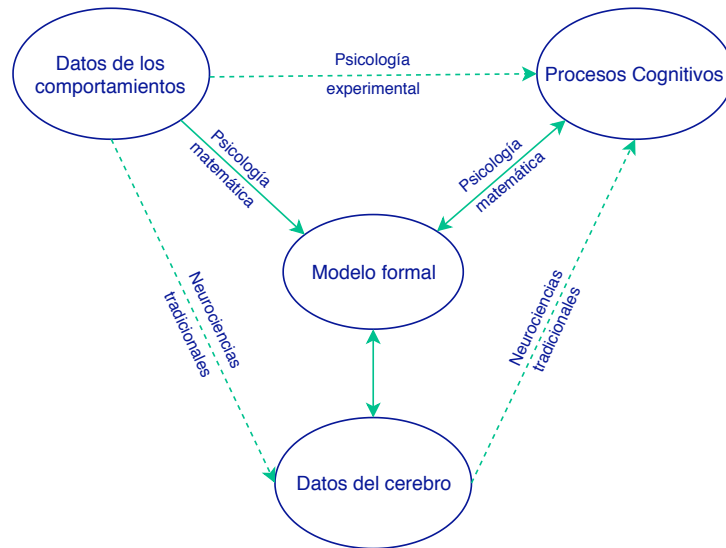 Datos de los
comportamientos
Psicología
experimental
Procesos Cognitivos
Psicología
matemática
Psicología
matemática
Modelo formal
Neurociencias
tradicionales
Neurociencias
tradicionales
Datos del cerebro